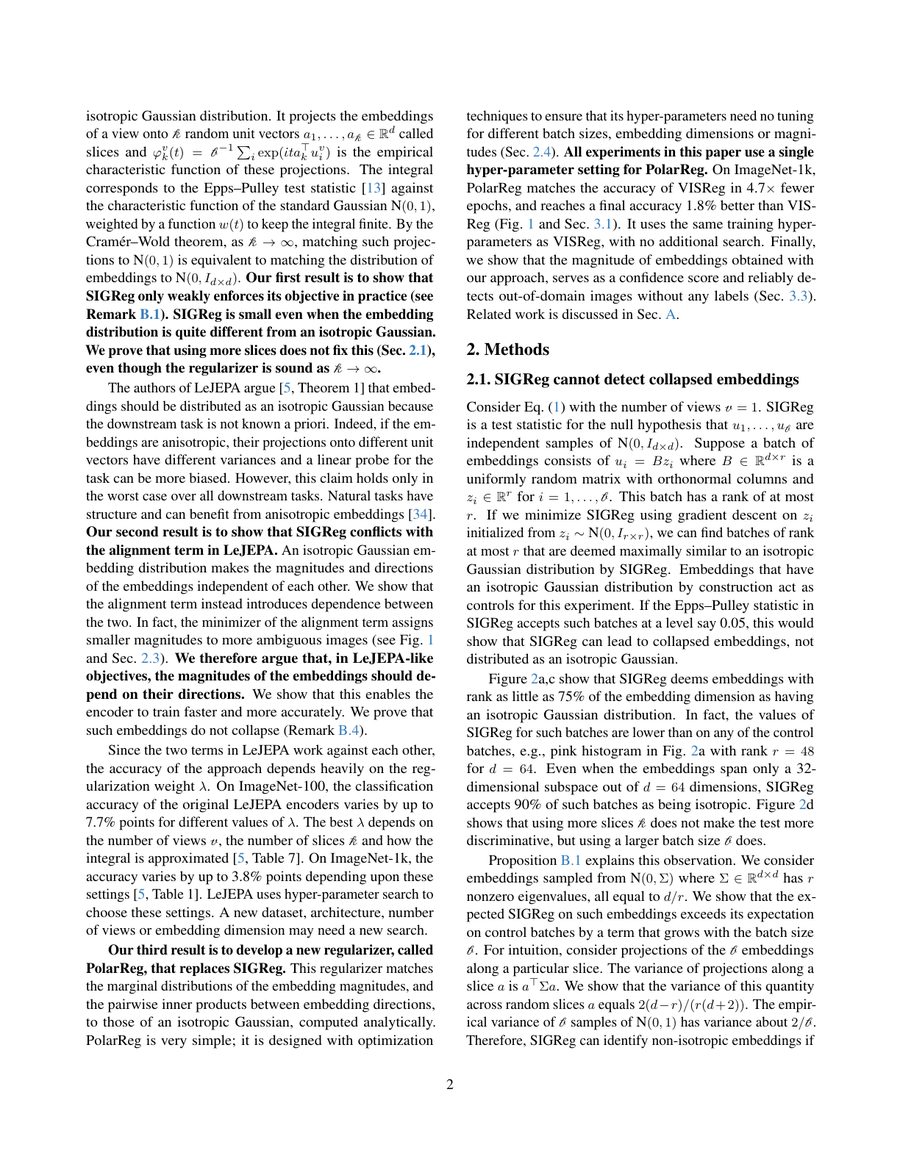 isotropic Gaussian distribution. It projects the embeddings
of a view onto 𝓀 random unit vectors a₁, . . . , a𝓀 ∈ ℝᵈ called
slices and φₖᵛ(t) = 𝒷⁻¹ ∑ᵢ exp(itaₖ⊤uᵢᵛ) is the empirical
characteristic function of these projections. The integral
corresponds to the Epps–Pulley test statistic [13] against
the characteristic function of the standard Gaussian N(0, 1),
weighted by a function w(t) to keep the integral finite. By the
Cramér–Wold theorem, as 𝓀 → ∞, matching such projec-
tions to N(0, 1) is equivalent to matching the distribution of
embeddings to N(0, I_{d×d}). Our first result is to show that
SIGReg only weakly enforces its objective in practice (see
Remark B.1). SIGReg is small even when the embedding
distribution is quite different from an isotropic Gaussian.
We prove that using more slices does not fix this (Sec. 2.1),
even though the regularizer is sound as 𝓀 → ∞.
The authors of LeJEPA argue [5, Theorem 1] that embed-
dings should be distributed as an isotropic Gaussian because
the downstream task is not known a priori. Indeed, if the em-
beddings are anisotropic, their projections onto different unit
vectors have different variances and a linear probe for the
task can be more biased. However, this claim holds only in
the worst case over all downstream tasks. Natural tasks have
structure and can benefit from anisotropic embeddings [34].
Our second result is to show that SIGReg conflicts with
the alignment term in LeJEPA. An isotropic Gaussian em-
bedding distribution makes the magnitudes and directions
of the embeddings independent of each other. We show that
the alignment term instead introduces dependence between
the two. In fact, the minimizer of the alignment term assigns
smaller magnitudes to more ambiguous images (see Fig. 1
and Sec. 2.3). We therefore argue that, in LeJEPA-like
objectives, the magnitudes of the embeddings should de-
pend on their directions. We show that this enables the
encoder to train faster and more accurately. We prove that
such embeddings do not collapse (Remark B.4).
Since the two terms in LeJEPA work against each other,
the accuracy of the approach depends heavily on the reg-
ularization weight λ. On ImageNet-100, the classification
accuracy of the original LeJEPA encoders varies by up to
7.7% points for different values of λ. The best λ depends on
the number of views 𝓋, the number of slices 𝓀 and how the
integral is approximated [5, Table 7]. On ImageNet-1k, the
accuracy varies by up to 3.8% points depending upon these
settings [5, Table 1]. LeJEPA uses hyper-parameter search to
choose these settings. A new dataset, architecture, number
of views or embedding dimension may need a new search.
Our third result is to develop a new regularizer, called
PolarReg, that replaces SIGReg. This regularizer matches
the marginal distributions of the embedding magnitudes, and
the pairwise inner products between embedding directions,
to those of an isotropic Gaussian, computed analytically.
PolarReg is very simple; it is designed with optimization
techniques to ensure that its hyper-parameters need no tuning
for different batch sizes, embedding dimensions or magni-
tudes (Sec. 2.4). All experiments in this paper use a single
hyper-parameter setting for PolarReg. On ImageNet-1k,
PolarReg matches the accuracy of VISReg in 4.7× fewer
epochs, and reaches a final accuracy 1.8% better than VIS-
Reg (Fig. 1 and Sec. 3.1). It uses the same training hyper-
parameters as VISReg, with no additional search. Finally,
we show that the magnitude of embeddings obtained with
our approach, serves as a confidence score and reliably de-
tects out-of-domain images without any labels (Sec. 3.3).
Related work is discussed in Sec. A.
2. Methods
2.1. SIGReg cannot detect collapsed embeddings
Consider Eq. (1) with the number of views 𝓋 = 1. SIGReg
is a test statistic for the null hypothesis that u₁, . . . , u𝒷 are
independent samples of N(0, I_{d×d}). Suppose a batch of
embeddings consists of uᵢ = Bzᵢ where B ∈ ℝ^{d×r} is a
uniformly random matrix with orthonormal columns and
zᵢ ∈ ℝʳ for i = 1, . . . , 𝒷. This batch has a rank of at most
r. If we minimize SIGReg using gradient descent on zᵢ
initialized from zᵢ ∼ N(0, I_{r×r}), we can find batches of rank
at most r that are deemed maximally similar to an isotropic
Gaussian distribution by SIGReg. Embeddings that have
an isotropic Gaussian distribution by construction act as
controls for this experiment. If the Epps–Pulley statistic in
SIGReg accepts such batches at a level say 0.05, this would
show that SIGReg can lead to collapsed embeddings, not
distributed as an isotropic Gaussian.
Figure 2a,c show that SIGReg deems embeddings with
rank as little as 75% of the embedding dimension as having
an isotropic Gaussian distribution. In fact, the values of
SIGReg for such batches are lower than on any of the control
batches, e.g., pink histogram in Fig. 2a with rank r = 48
for d = 64. Even when the embeddings span only a 32-
dimensional subspace out of d = 64 dimensions, SIGReg
accepts 90% of such batches as being isotropic. Figure 2d
shows that using more slices 𝓀 does not make the test more
discriminative, but using a larger batch size 𝒷 does.
Proposition B.1 explains this observation. We consider
embeddings sampled from N(0, Σ) where Σ ∈ ℝ^{d×d} has r
nonzero eigenvalues, all equal to d/r. We show that the ex-
pected SIGReg on such embeddings exceeds its expectation
on control batches by a term that grows with the batch size
𝒷. For intuition, consider projections of the 𝒷 embeddings
along a particular slice. The variance of projections along a
slice a is a⊤Σa. We show that the variance of this quantity
across random slices a equals 2(d−r)/(r(d+2)). The empir-
ical variance of 𝒷 samples of N(0, 1) has variance about 2/𝒷.
Therefore, SIGReg can identify non-isotropic embeddings if
2